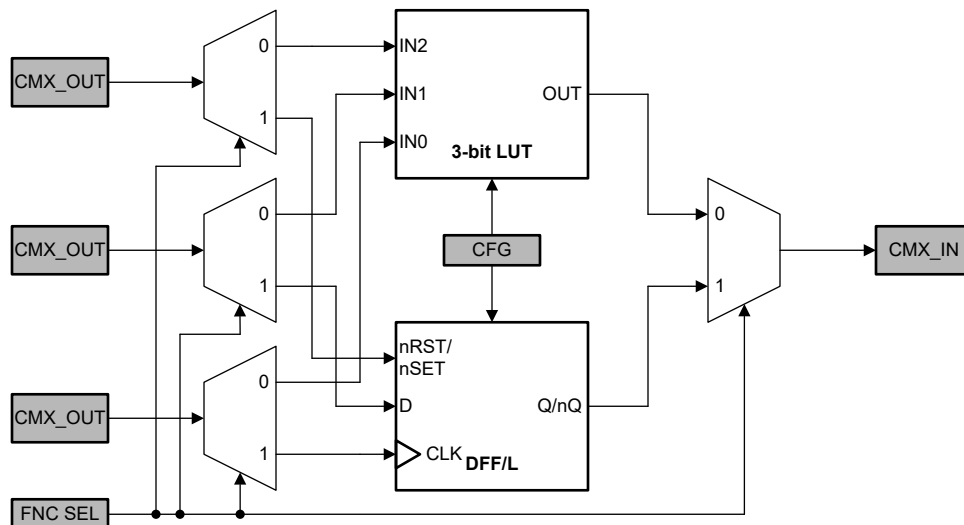 0
IN2
CMX_OUT
IN1
OUT
1
IN0
3-bit LUT
0
0
CMX_OUT
CFG
CMX_IN
1
1
nRST/
nSET
0
D
Q/nQ
CMX_OUT
1
CLK
DFF/L
FNC SEL